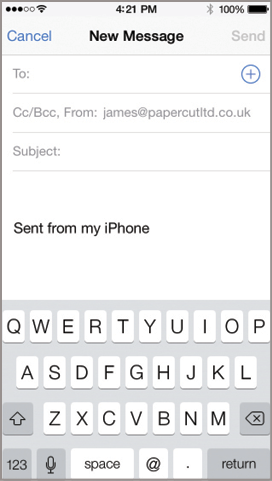 4:21 PM 100%
Cancel New Message Send
To:
Cc/Bcc, From: james@papercutltd.co.uk
Subject:
Sent from my iPhone
Q W E R T Y U I O P
A S D F G H J K L
Z X C V B N M
123 space @ . return